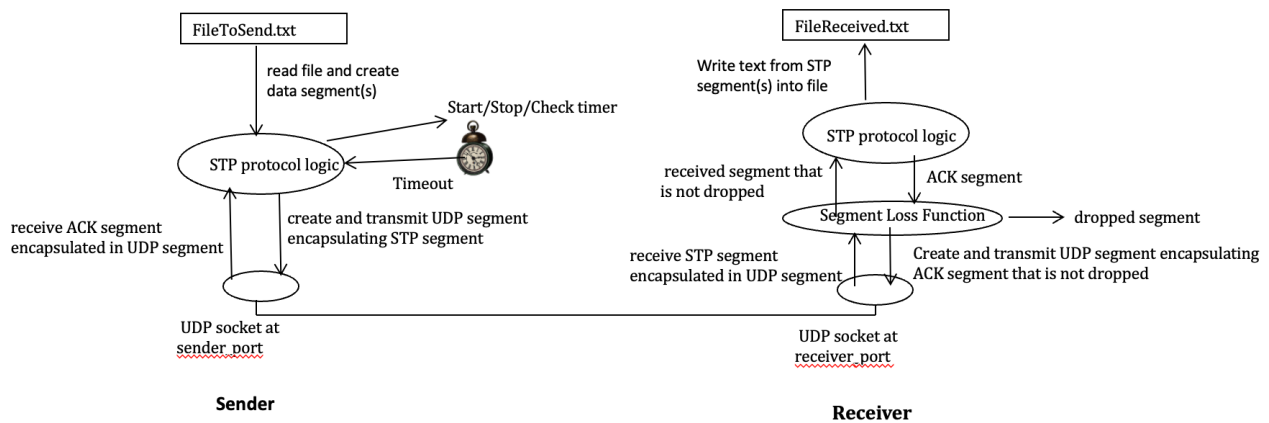 FileToSend.txt
read file and create
data segment(s)
Start/Stop/Check timer
STP protocol logic
Timeout
receive ACK segment
encapsulated in UDP segment
create and transmit UDP segment
encapsulating STP segment
UDP socket at
sender_port
Sender
FileReceived.txt
Write text from STP
segment(s) into file
STP protocol logic
received segment that
is not dropped
ACK segment
Segment Loss Function
dropped segment
receive STP segment
encapsulated in UDP segment
Create and transmit UDP segment encapsulating
ACK segment that is not dropped
UDP socket at
receiver_port
Receiver